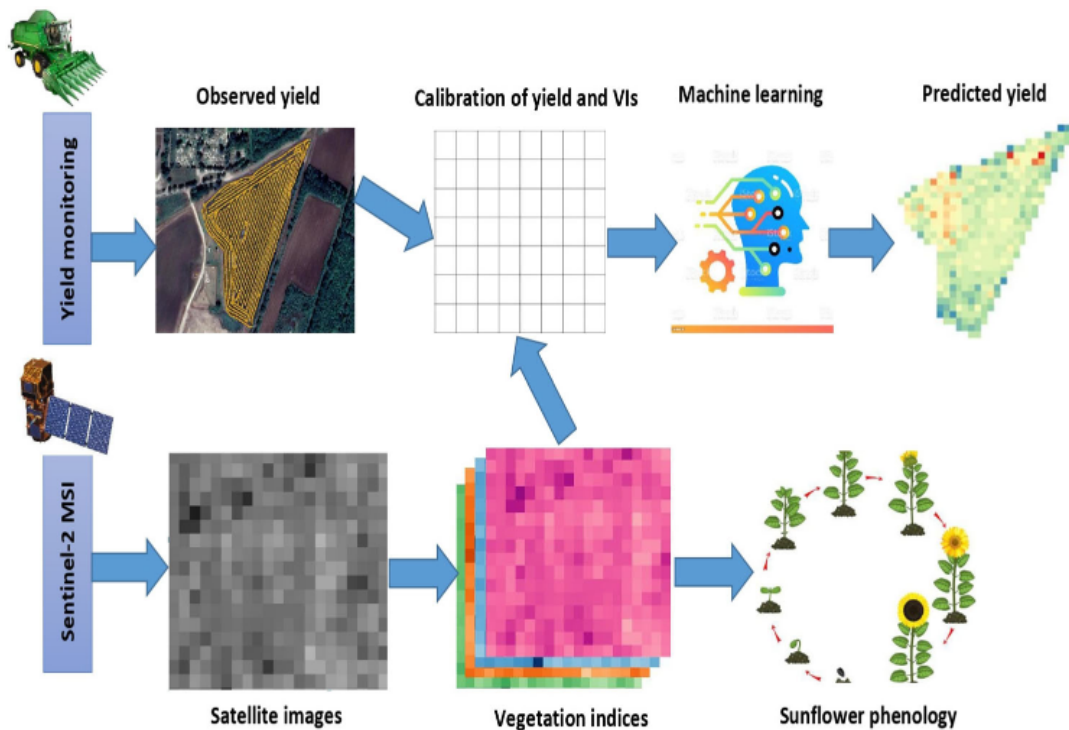 Observed yield
Calibration of yield and VIs
Machine learning
Predicted yield
Yield monitoring
Sentinel-2 MSI
Satellite images
Vegetation indices
Sunflower phenology